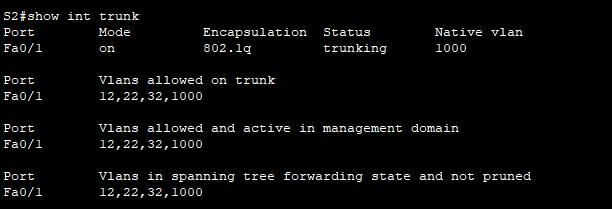 S2#show int trunk
Port Mode Encapsulation Status Native vlan
Fa0/1 on 802.1q trunking 1000
Port Vlans allowed on trunk
Fa0/1 12,22,32,1000
Port Vlans allowed and active in management domain
Fa0/1 12,22,32,1000
Port Vlans in spanning tree forwarding state and not pruned
Fa0/1 12,22,32,1000